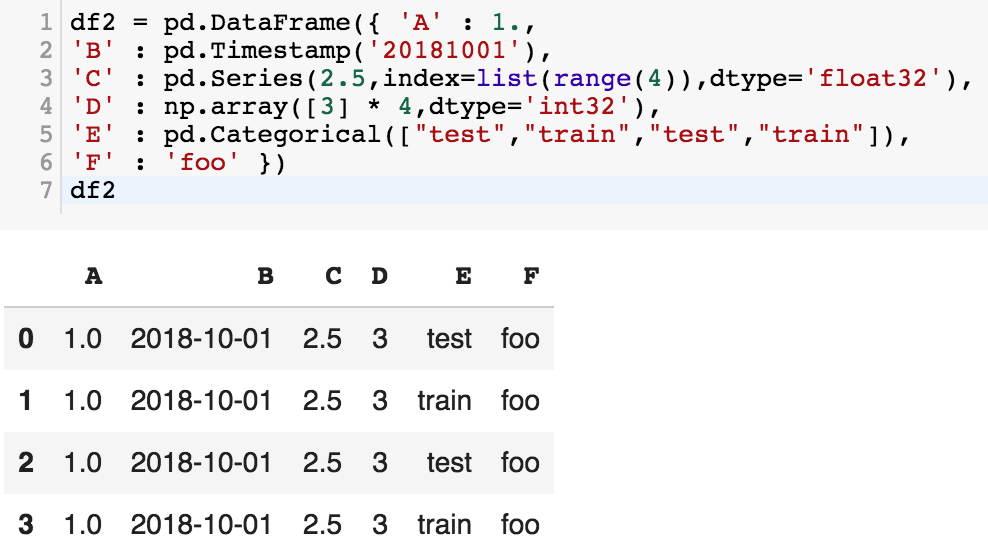 1 df2 = pd.DataFrame({ 'A' : 1.,
2 'B' : pd.Timestamp('20181001'),
3 'C' : pd.Series(2.5,index=list(range(4)),dtype='float32'),
4 'D' : np.array([3] * 4,dtype='int32'),
5 'E' : pd.Categorical(["test","train","test","train"]),
6 'F' : 'foo' })
7 df2
A B C D E F
0 1.0 2018-10-01 2.5 3 test foo
1 1.0 2018-10-01 2.5 3 train foo
2 1.0 2018-10-01 2.5 3 test foo
3 1.0 2018-10-01 2.5 3 train foo